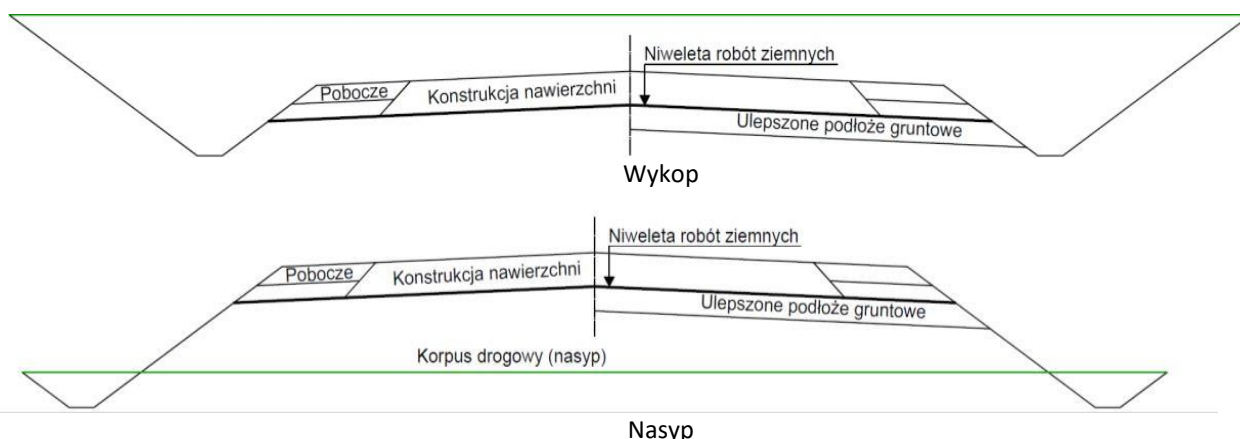 Niweleta robót ziemnych
Pobocze
Konstrukcja nawierzchni
Ulepszone podłoże gruntowe
Wykop
Niweleta robót ziemnych
Pobocze
Konstrukcja nawierzchni
Ulepszone podłoże gruntowe
Korpus drogowy (nasyp)
Nasyp